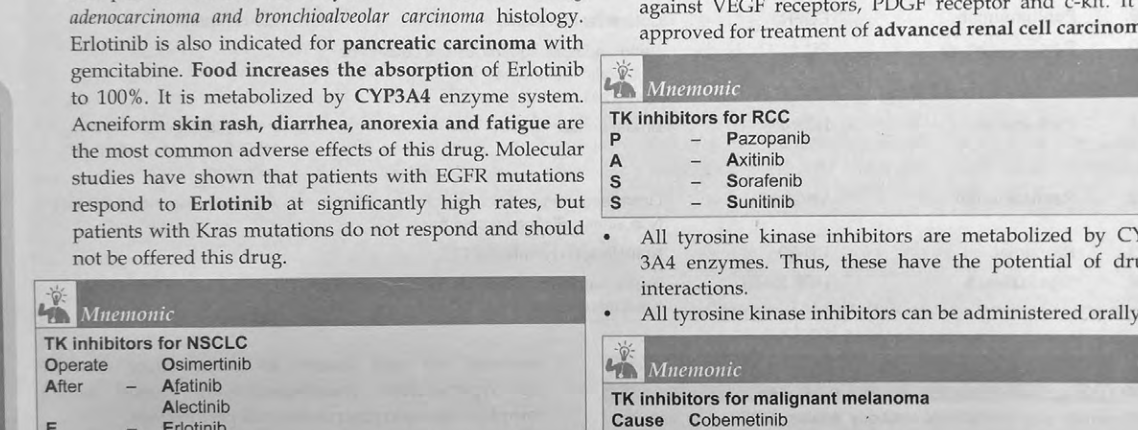 adenocarcinoma and bronchioalveolar carcinoma histology.
Erlotinib is also indicated for pancreatic carcinoma with
gemcitabine. Food increases the absorption of Erlotinib
to 100%. It is metabolized by CYP3A4 enzyme system.
Acneiform skin rash, diarrhea, anorexia and fatigue are
the most common adverse effects of this drug. Molecular
studies have shown that patients with EGFR mutations
respond to Erlotinib at significantly high rates, but
patients with Kras mutations do not respond and should
not be offered this drug.
Mnemonic
TK inhibitors for NSCLC
Operate Osimertinib
After – Afatinib
Alectinib
E – Erlotinib
against VEGF receptors, PDGF receptor and c-kit. It
approved for treatment of advanced renal cell carcinom
Mnemonic
TK inhibitors for RCC
P – Pazopanib
A – Axitinib
S – Sorafenib
S – Sunitinib
• All tyrosine kinase inhibitors are metabolized by CY
3A4 enzymes. Thus, these have the potential of dru
interactions.
• All tyrosine kinase inhibitors can be administered orally
Mnemonic
TK inhibitors for malignant melanoma
Cause Cobemetinib